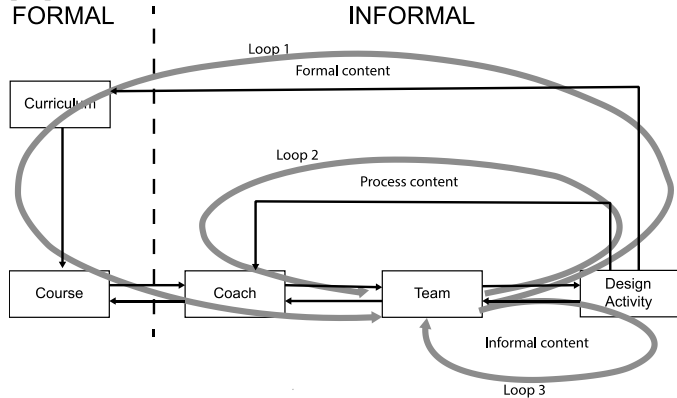 FORMAL
INFORMAL
Loop 1
Formal content
Curriculum
Loop 2
Process content
Course
Coach
Team
Design
Activity
Informal content
Loop 3